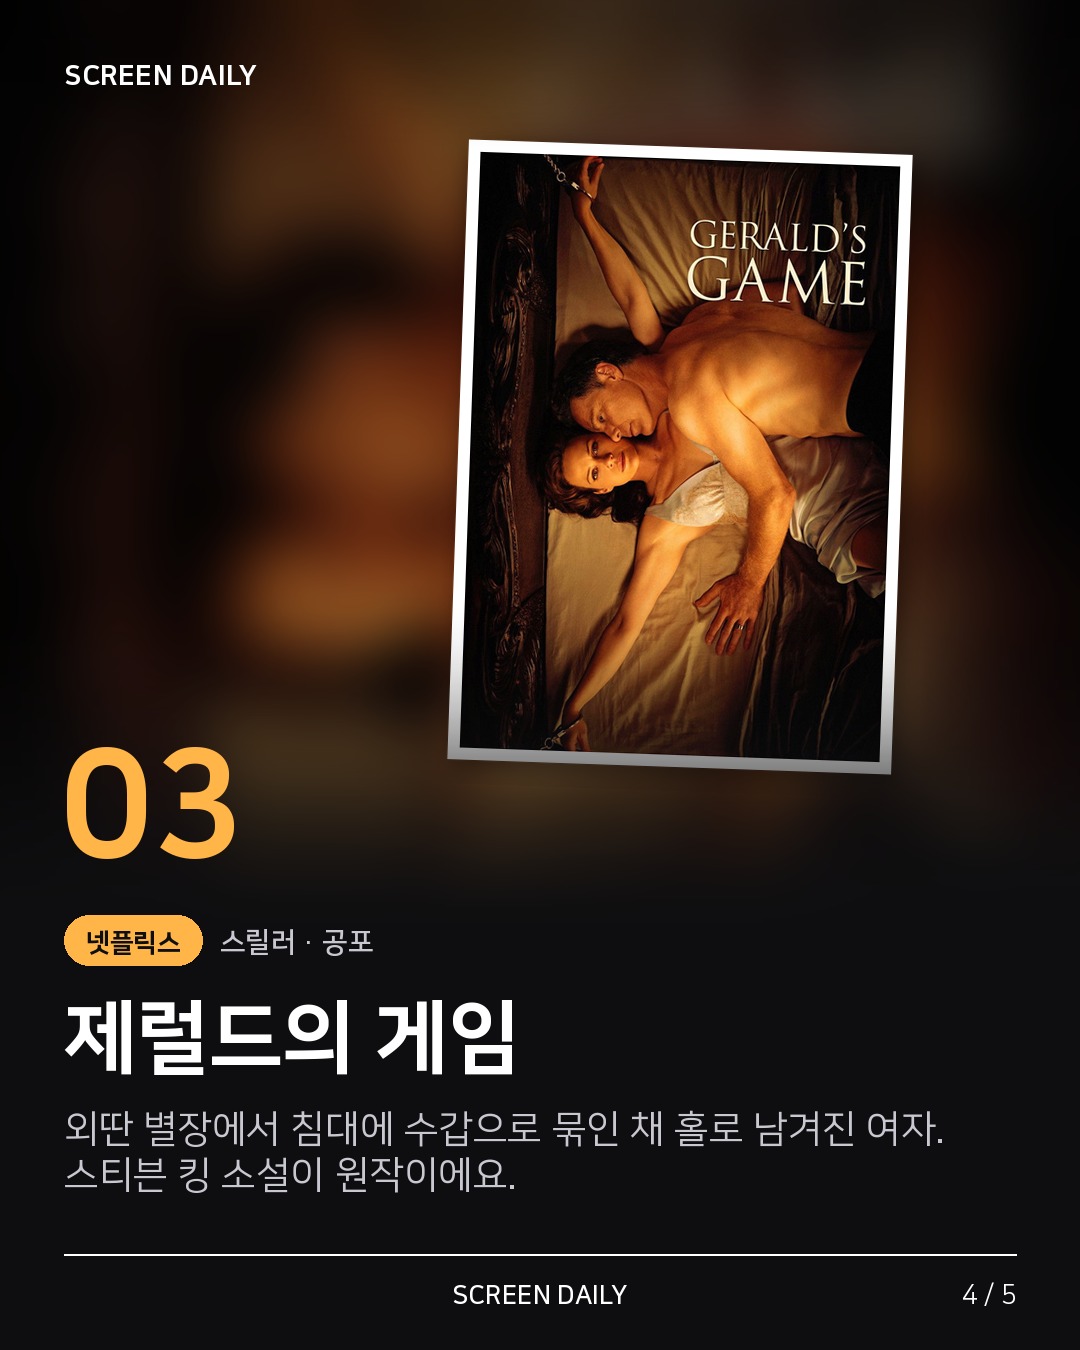 SCREEN DAILY
GERALD'S
GAME
03
넷플릭스 스릴러 · 공포
제럴드의 게임
외딴 별장에서 침대에 수갑으로 묶인 채 홀로 남겨진 여자.
스티븐 킹 소설이 원작이에요.
SCREEN DAILY 4 / 5